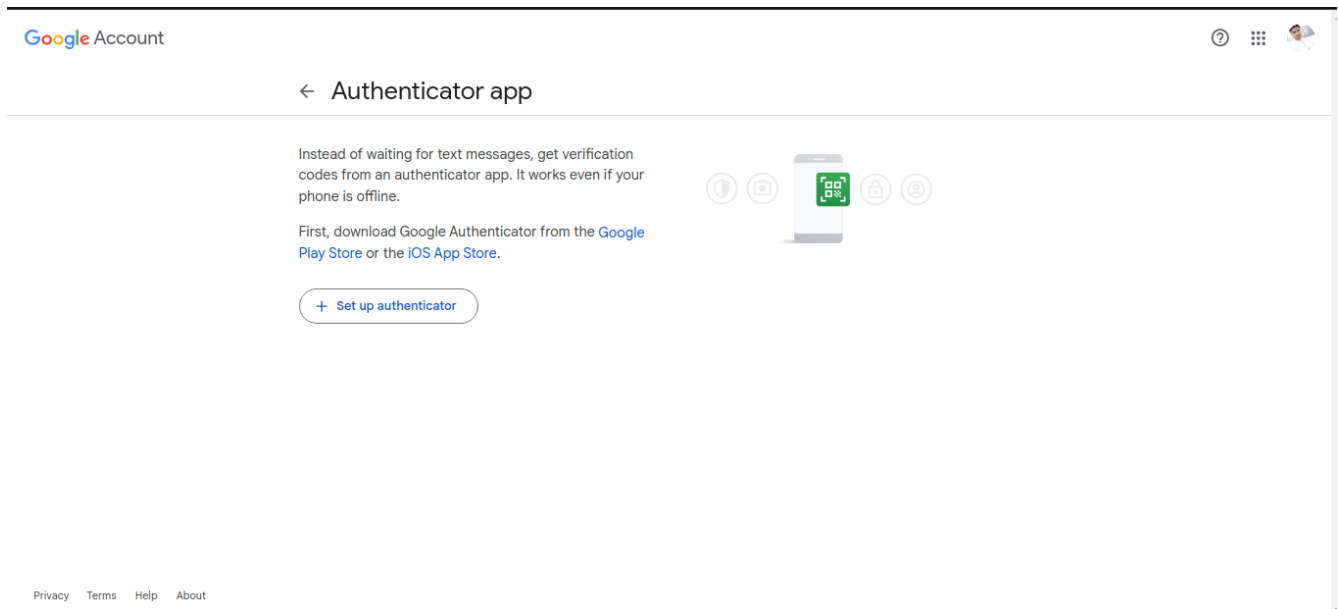 Google Account
Authenticator app
Instead of waiting for text messages, get verification
codes from an authenticator app. It works even if your
phone is offline.
First, download Google Authenticator from the Google
Play Store or the iOS App Store.
+ Set up authenticator
Privacy Terms Help About